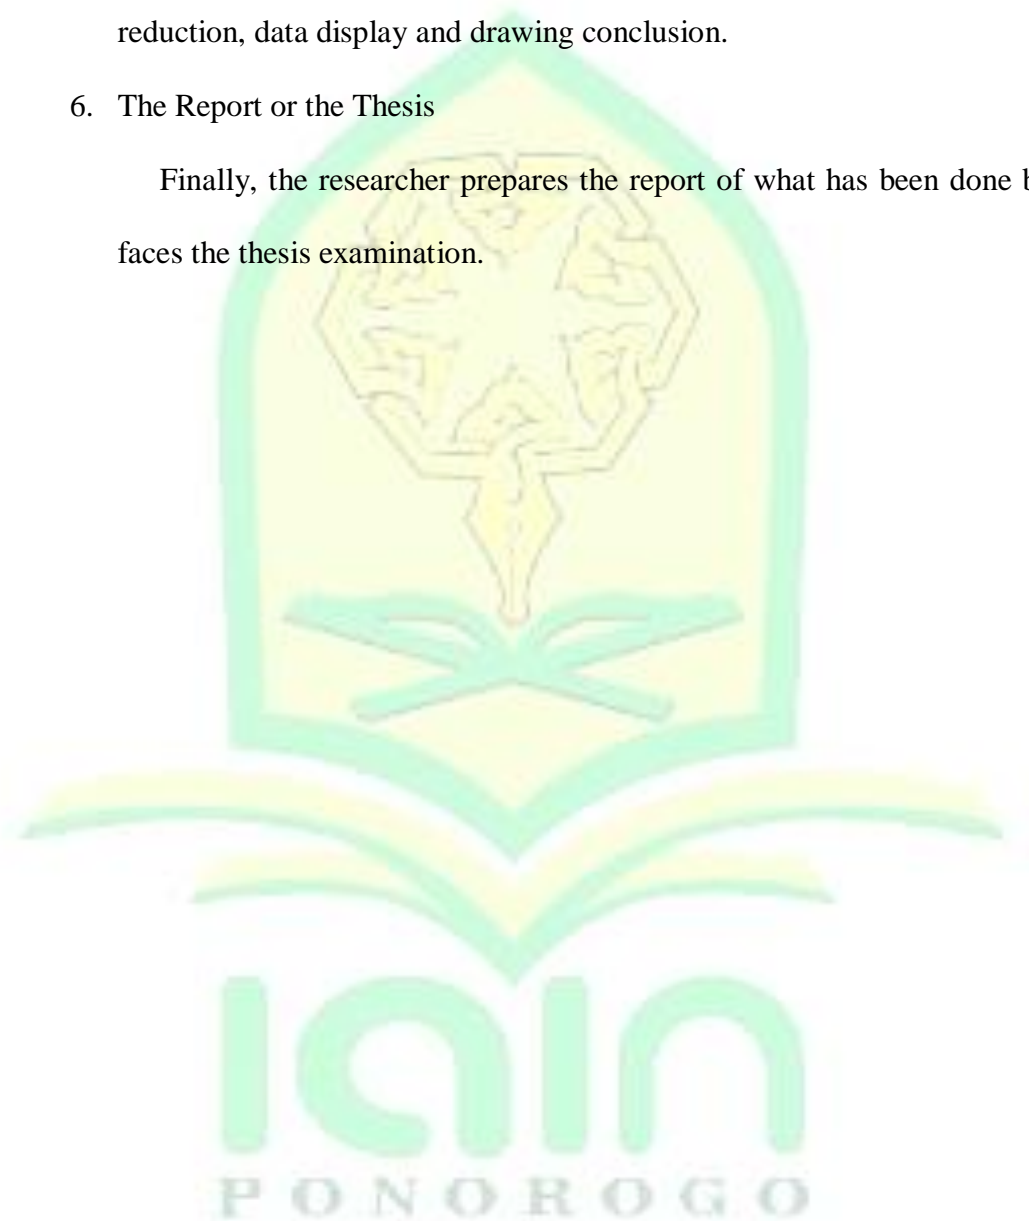 reduction, data display and drawing conclusion.
6. The Report or the Thesis
Finally, the researcher prepares the report of what has been done
faces the thesis examination.
iain
PONOROGO